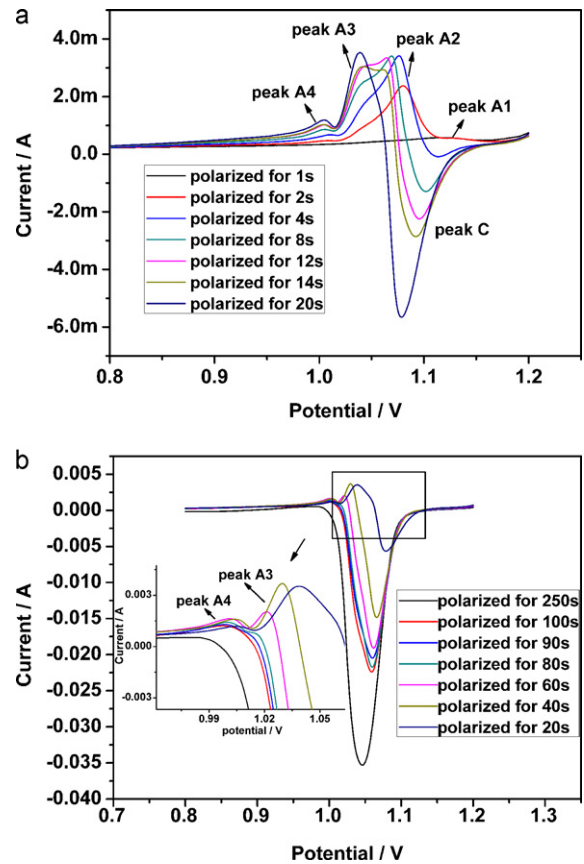 a
peak A3
peak A2
peak A4
peak A1
peak C
4.0m
2.0m
0.0
-2.0m
-4.0m
-6.0m
Current / A
polarized for 1s
polarized for 2s
polarized for 4s
polarized for 8s
polarized for 12s
polarized for 14s
polarized for 20s
0.8 0.9 1.0 1.1 1.2
Potential / V
b
0.005
0.000
-0.005
-0.010
-0.015
-0.020
-0.025
-0.030
-0.035
-0.040
Current / A
peak A3
peak A4
0.003
0.000
-0.003
Current / A
0.99 1.02 1.05
potential / V
polarized for 250s
polarized for 100s
polarized for 90s
polarized for 80s
polarized for 60s
polarized for 40s
polarized for 20s
0.7 0.8 0.9 1.0 1.1 1.2 1.3
Potential / V